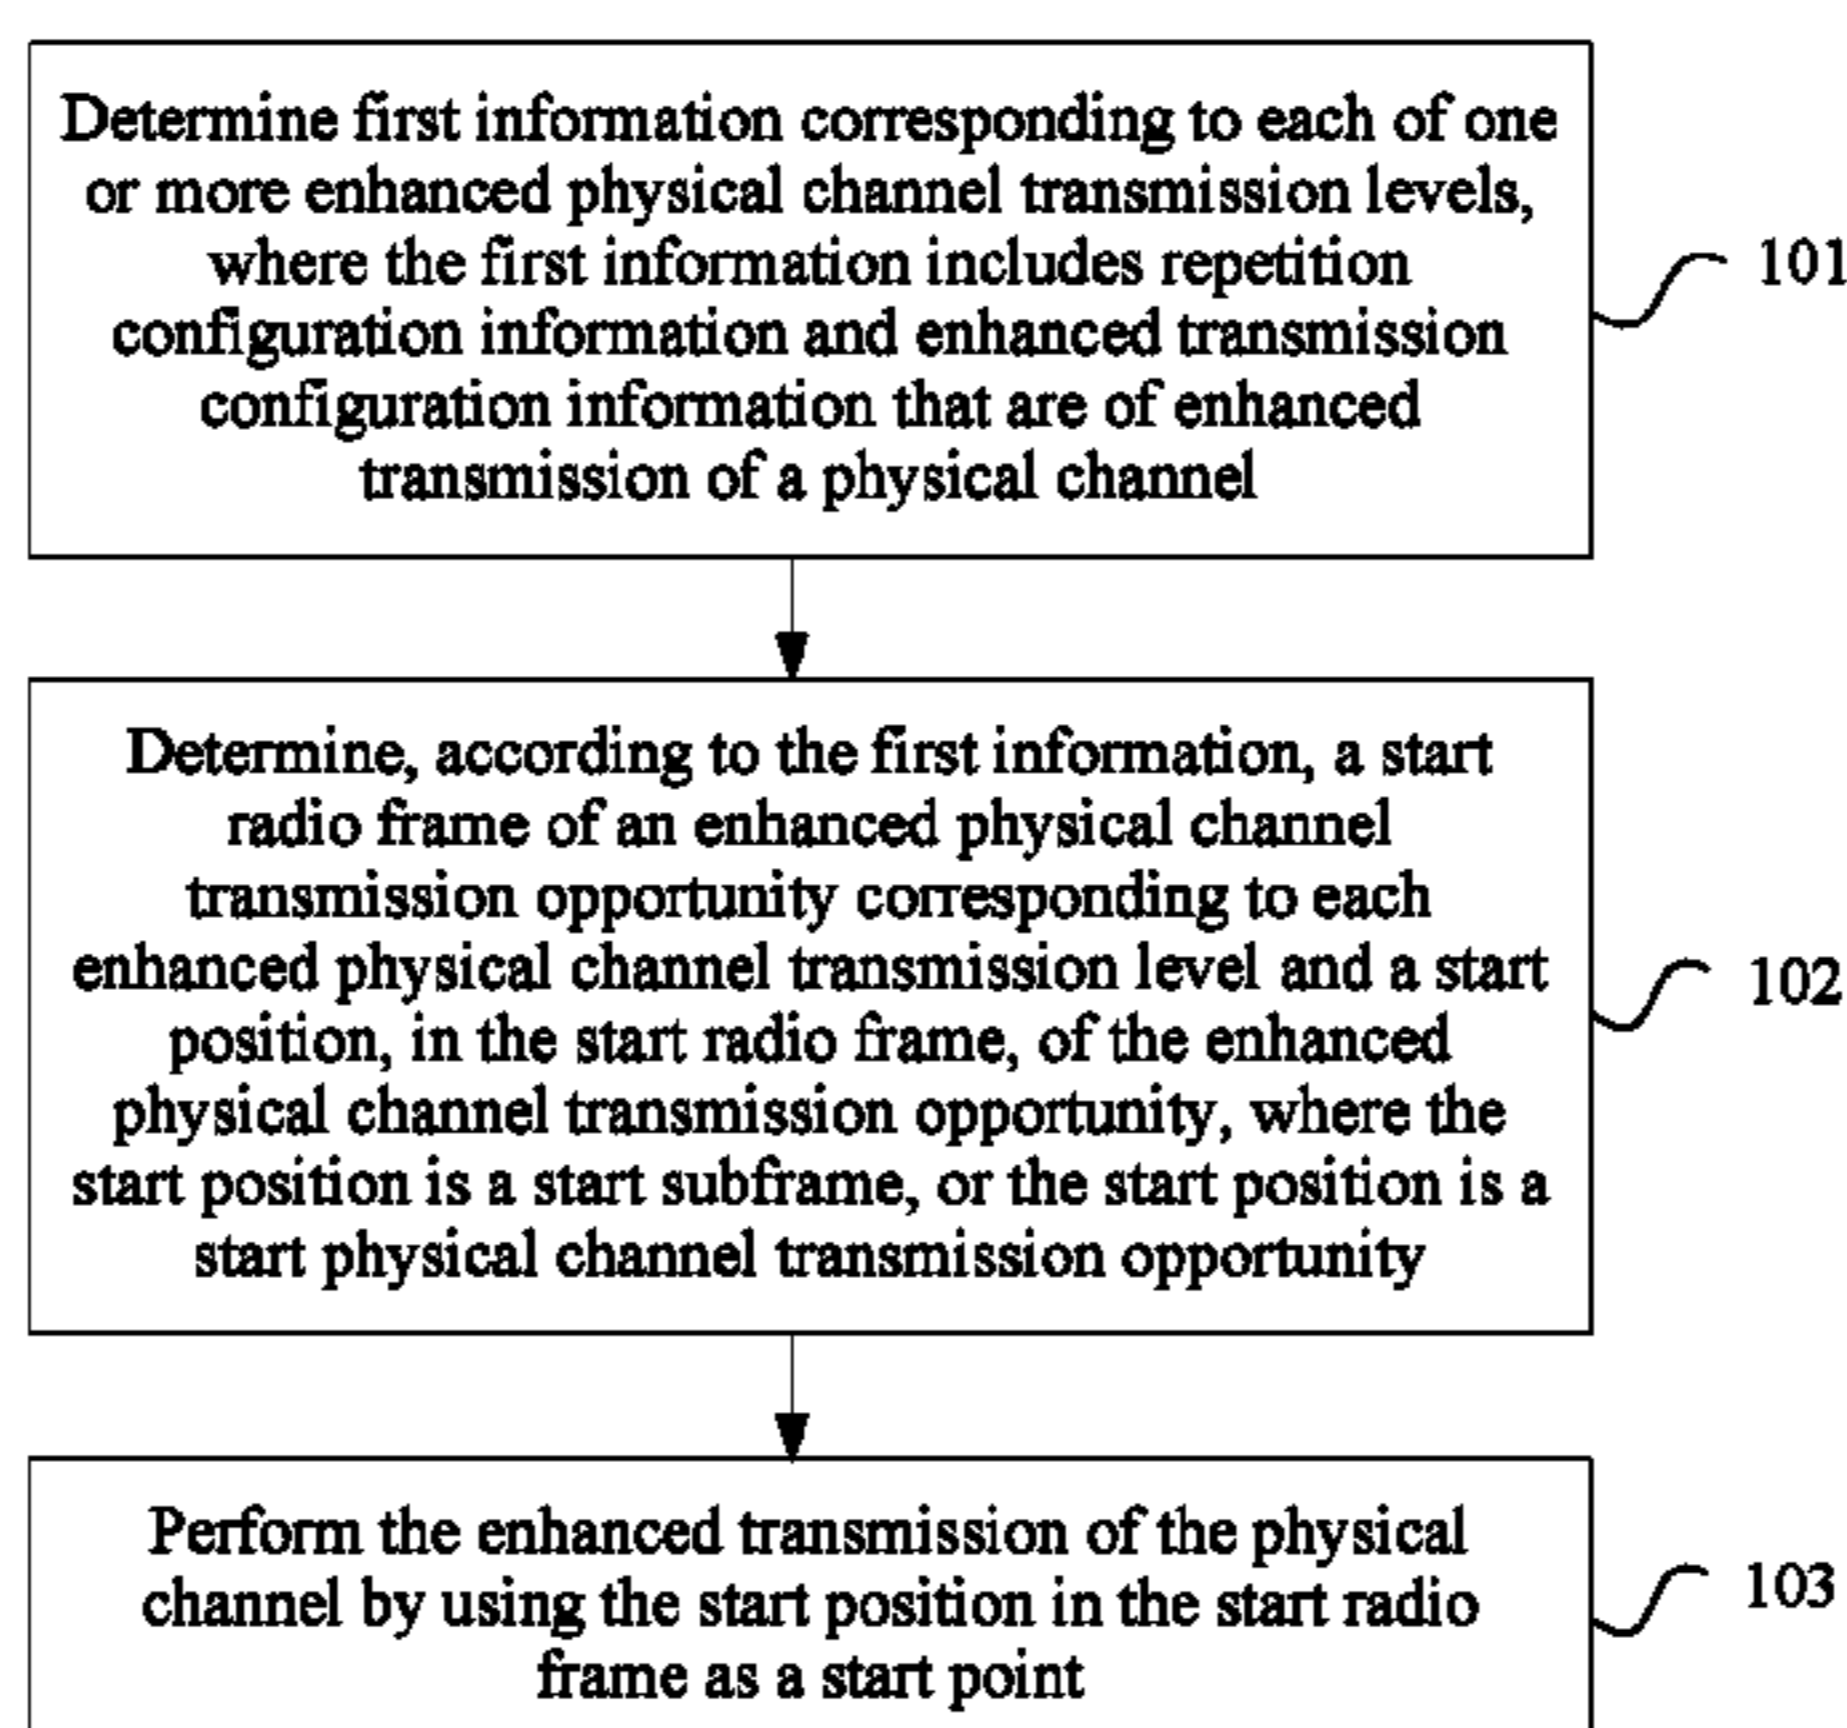 Determine first information corresponding to each of one
or more enhanced physical channel transmission levels,
where the first information includes repetition
configuration information and enhanced transmission
configuration information that are of enhanced
transmission of a physical channel
101
Determine, according to the first information, a start
radio frame of an enhanced physical channel
transmission opportunity corresponding to each
enhanced physical channel transmission level and a start
position, in the start radio frame, of the enhanced
physical channel transmission opportunity, where the
start position is a start subframe, or the start position is a
start physical channel transmission opportunity
102
Perform the enhanced transmission of the physical
channel by using the start position in the start radio
frame as a start point
103